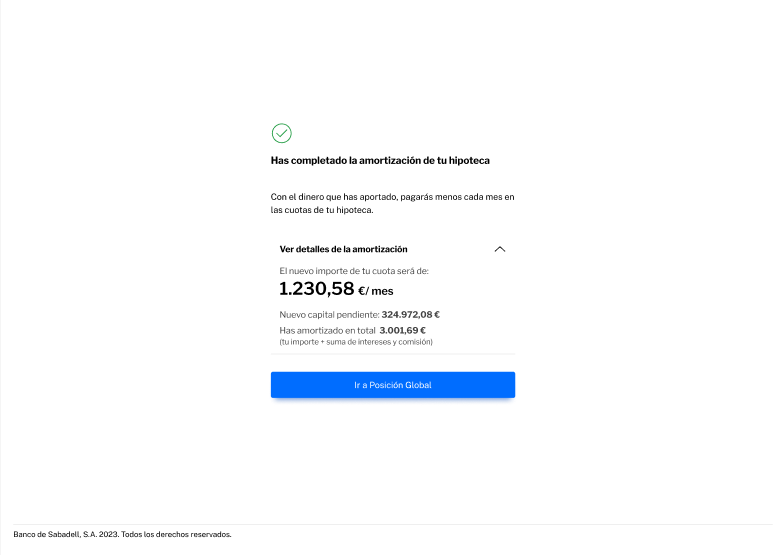 Has completado la amortización de tu hipoteca
Con el dinero que has aportado, pagarás menos cada mes en
las cuotas de tu hipoteca.
Ver detalles de la amortización
El nuevo importe de tu cuota será de:
1.230,58 €/ mes
Nuevo capital pendiente: 324.972,08 €
Has amortizado en total 3.001,69 €
(tu importe + suma de intereses y comisión)
Ir a Posición Global
Banco de Sabadell, S.A. 2023. Todos los derechos reservados.